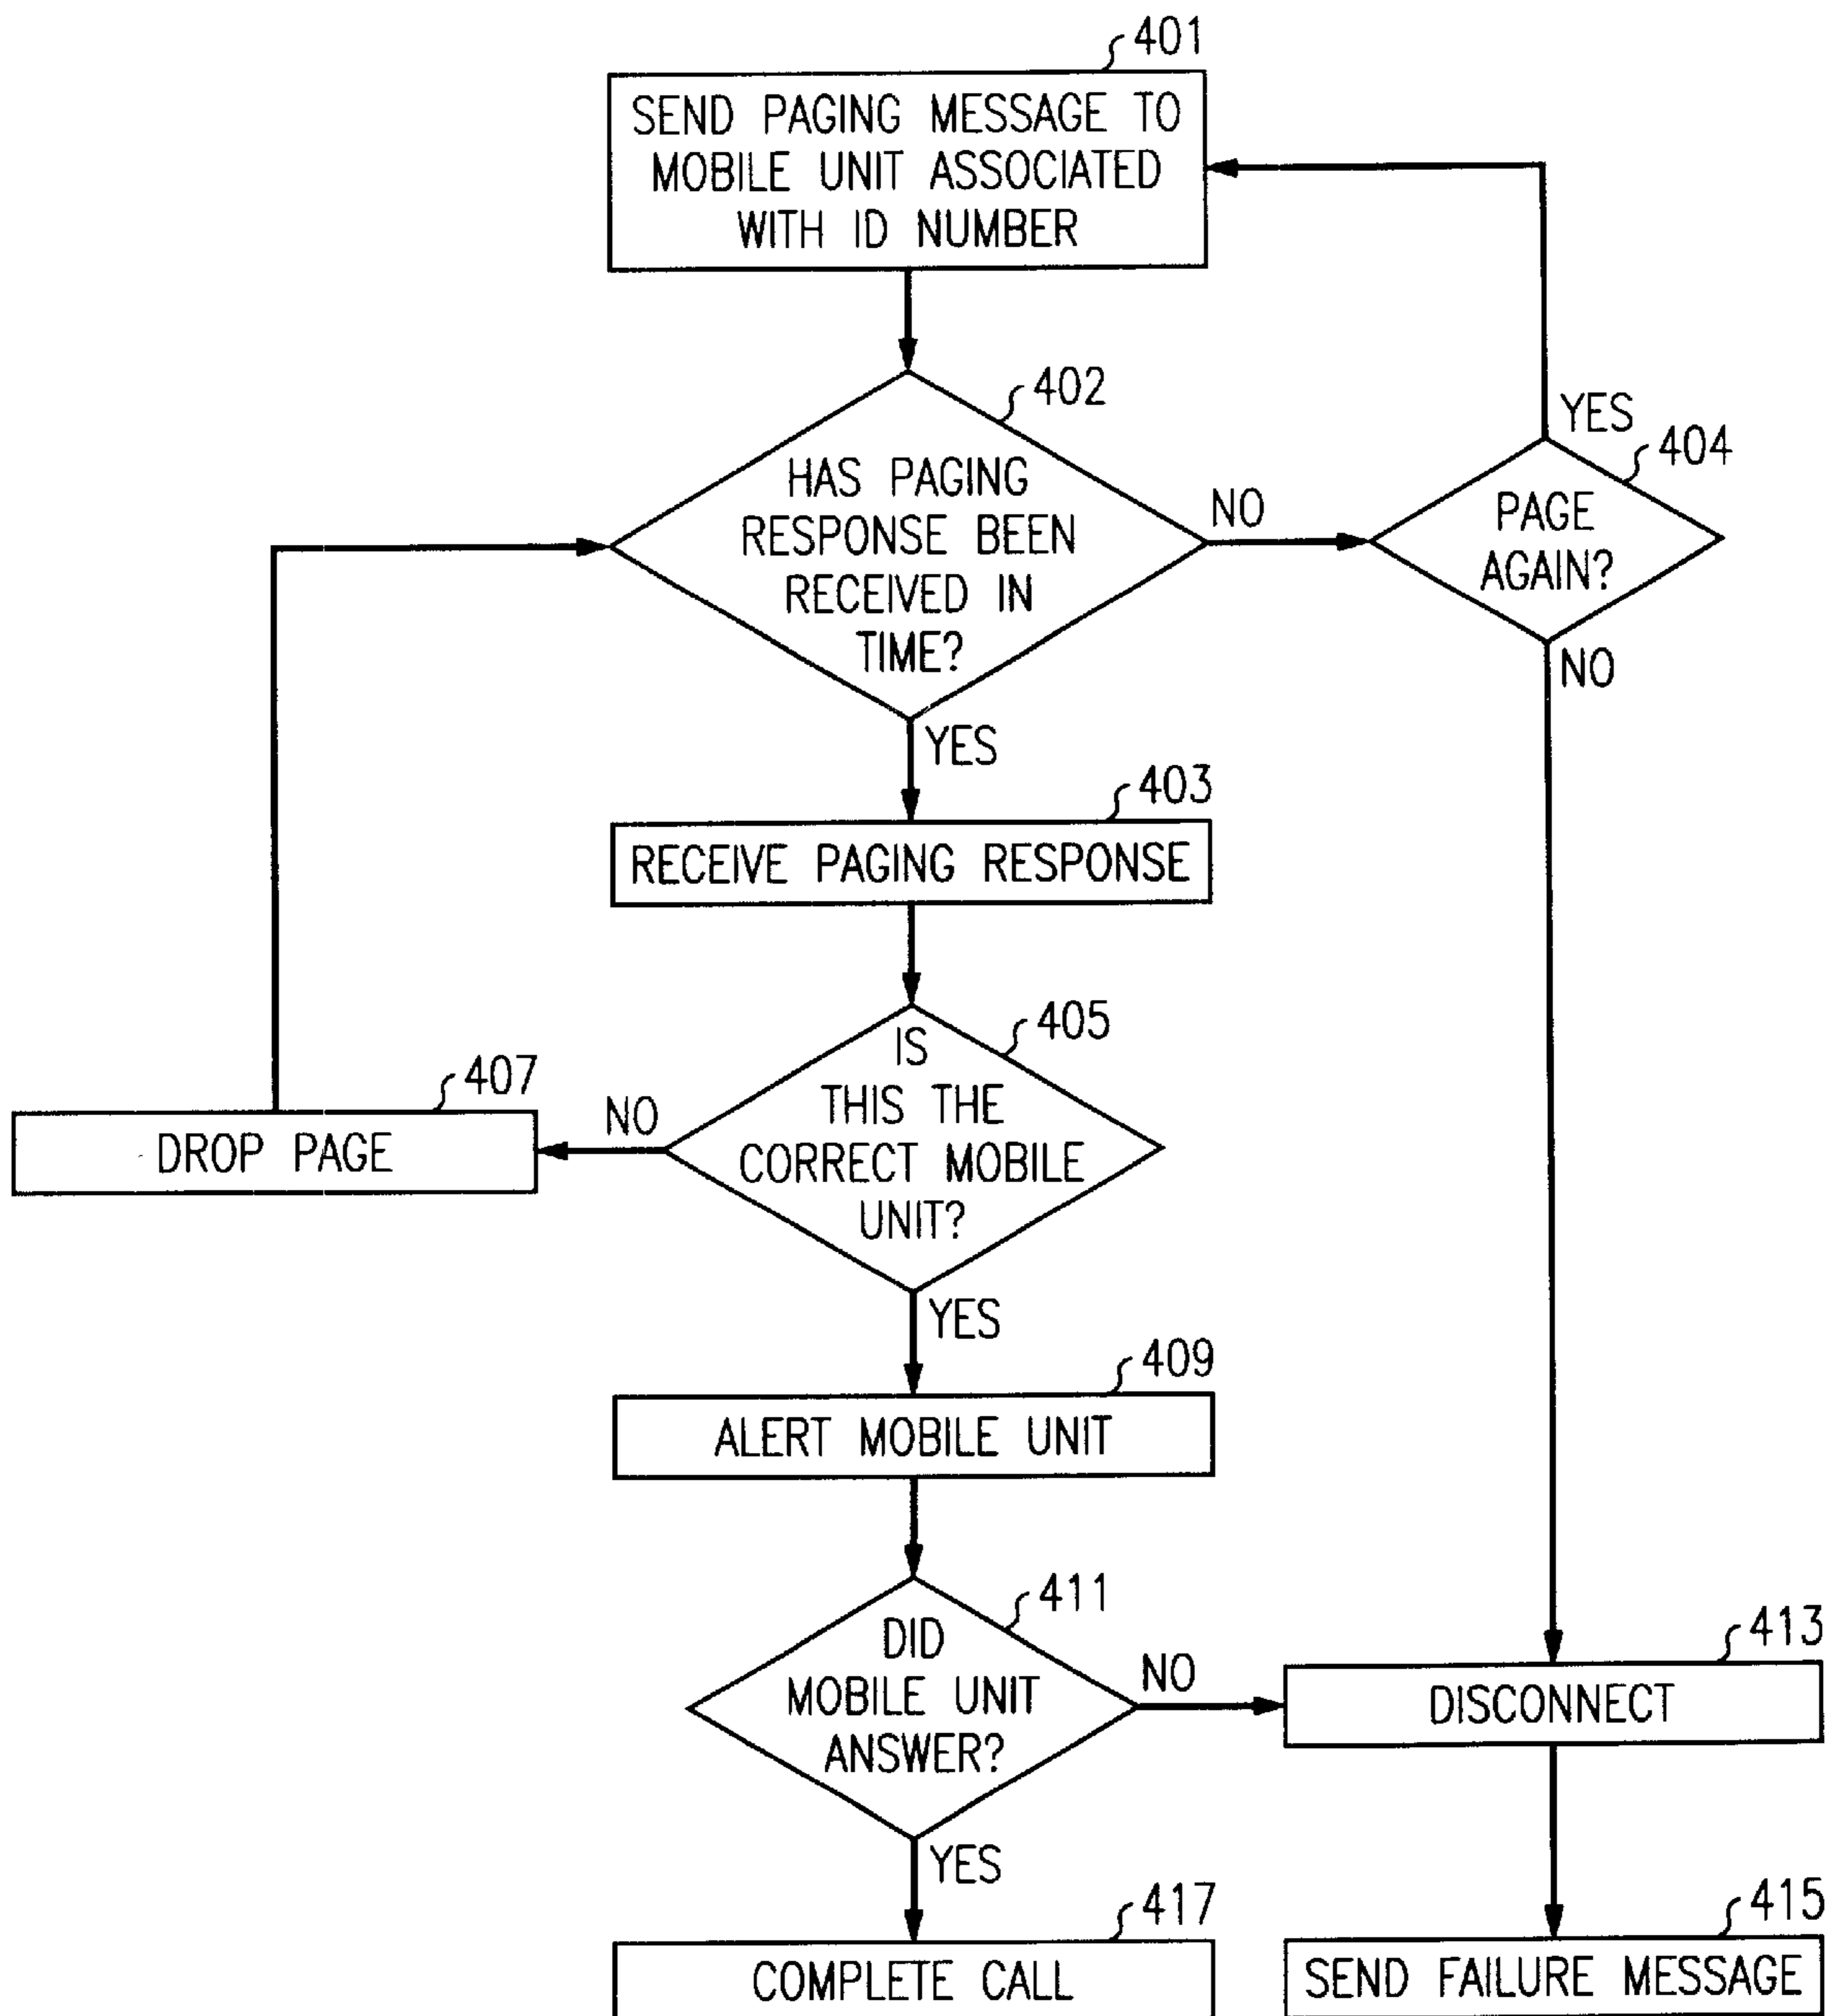 401
SEND PAGING MESSAGE TO
MOBILE UNIT ASSOCIATED
WITH ID NUMBER
402
HAS PAGING
RESPONSE BEEN
RECEIVED IN
TIME?
NO
YES
404
PAGE
AGAIN?
NO
YES
403
RECEIVE PAGING RESPONSE
405
IS
THIS THE
CORRECT MOBILE
UNIT?
NO
407
DROP PAGE
YES
409
ALERT MOBILE UNIT
411
DID
MOBILE UNIT
ANSWER?
NO
413
DISCONNECT
YES
417
COMPLETE CALL
415
SEND FAILURE MESSAGE